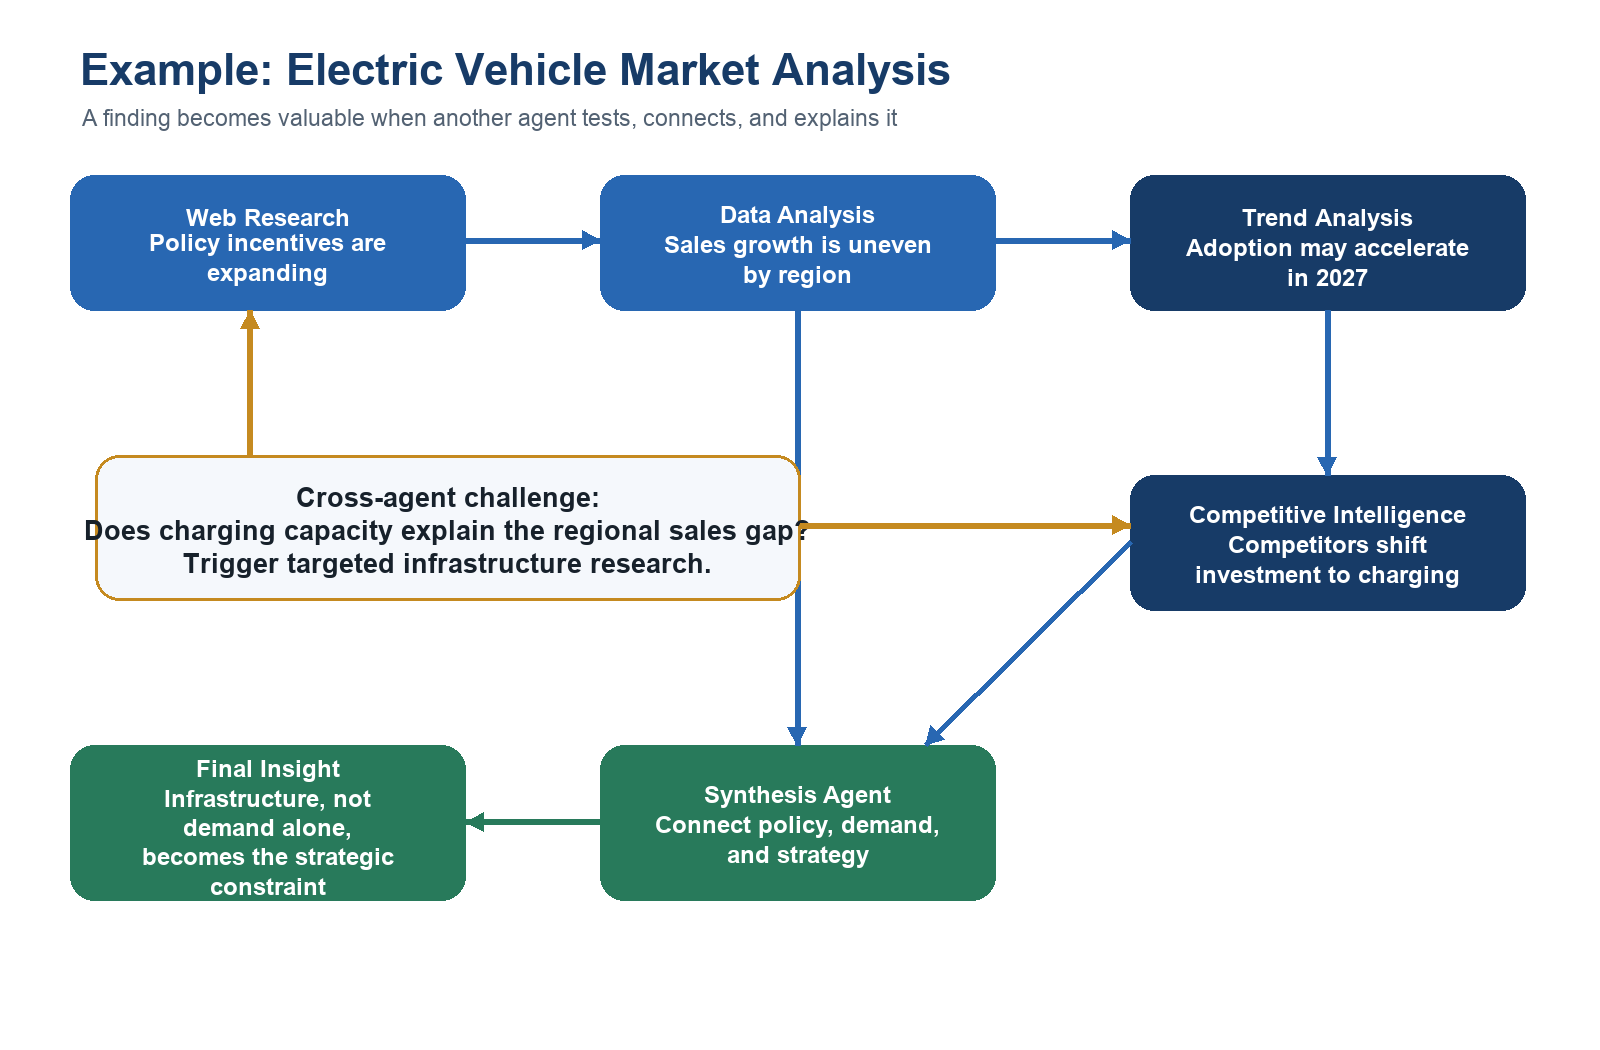 Example: Electric Vehicle Market Analysis
A finding becomes valuable when another agent tests, connects, and explains it
Web Research
Policy incentives are
expanding
Data Analysis
Sales growth is uneven
by region
Trend Analysis
Adoption may accelerate
in 2027
Cross-agent challenge:
Does charging capacity explain the regional sales gap?
Trigger targeted infrastructure research.
Competitive Intelligence
Competitors shift
investment to charging
Final Insight
Infrastructure, not
demand alone,
becomes the strategic
constraint
Synthesis Agent
Connect policy, demand,
and strategy